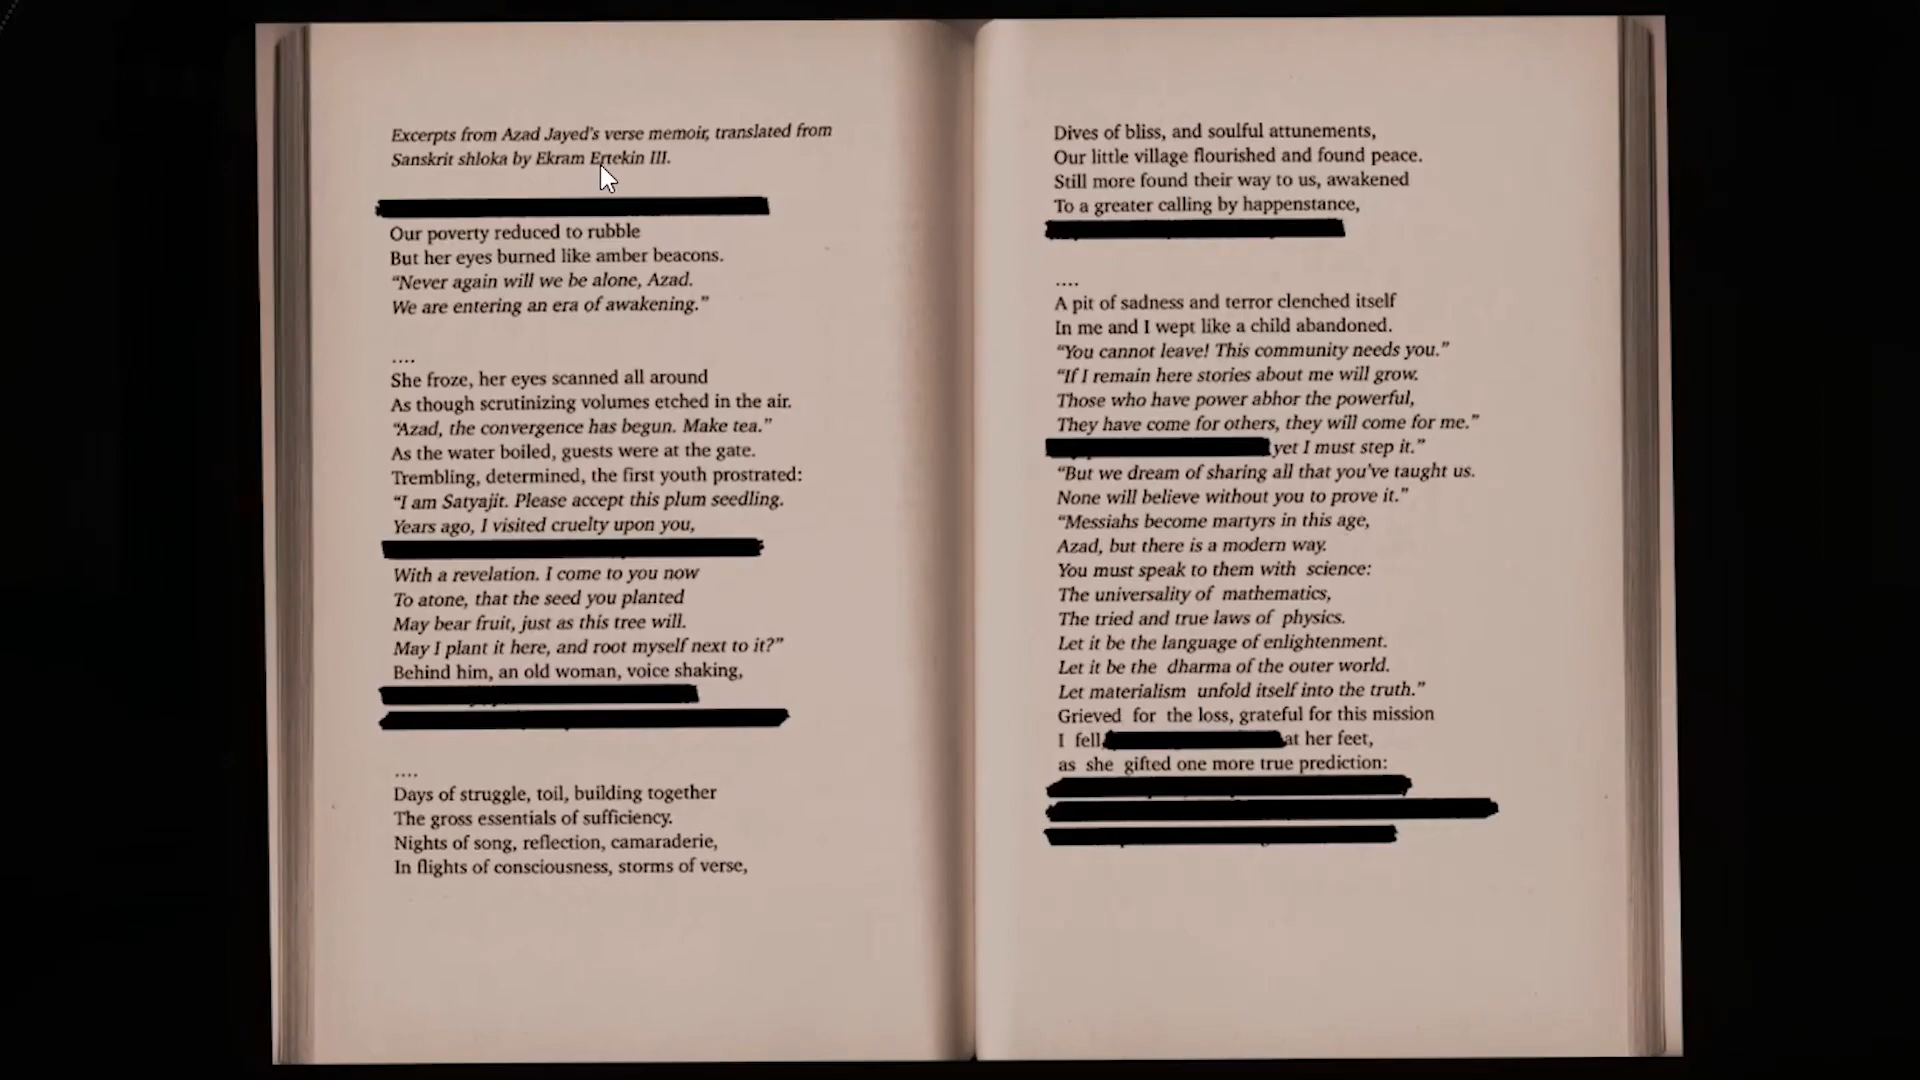 Excerpts from Azad Jayed's verse memoir, translated from
Sanskrit shloka by Ekram Ertekin III.
Our poverty reduced to rubble
But her eyes burned like amber beacons.
“Never again will we be alone, Azad.
We are entering an era of awakening.”
....
She froze, her eyes scanned all around
As though scrutinizing volumes etched in the air.
“Azad, the convergence has begun. Make tea.”
As the water boiled, guests were at the gate.
Trembling, determined, the first youth prostrated:
“I am Satyajit. Please accept this plum seedling.
Years ago, I visited cruelty upon you,
With a revelation. I come to you now
To atone, that the seed you planted
May bear fruit, just as this tree will.
May I plant it here, and root myself next to it?”
Behind him, an old woman, voice shaking,
....
Days of struggle, toil, building together
The gross essentials of sufficiency.
Nights of song, reflection, camaraderie,
In flights of consciousness, storms of verse,
Dives of bliss, and soulful attunements,
Our little village flourished and found peace.
Still more found their way to us, awakened
To a greater calling by happenstance,
....
A pit of sadness and terror clenched itself
In me and I wept like a child abandoned.
“You cannot leave! This community needs you.”
“If I remain here stories about me will grow.
Those who have power abhor the powerful,
They have come for others, they will come for me.”
yet I must step it.”
“But we dream of sharing all that you've taught us.
None will believe without you to prove it.”
“Messiahs become martyrs in this age,
Azad, but there is a modern way.
You must speak to them with science:
The universality of mathematics,
The tried and true laws of physics.
Let it be the language of enlightenment.
Let it be the dharma of the outer world.
Let materialism unfold itself into the truth.”
Grieved for the loss, grateful for this mission
I fell at her feet,
as she gifted one more true prediction: